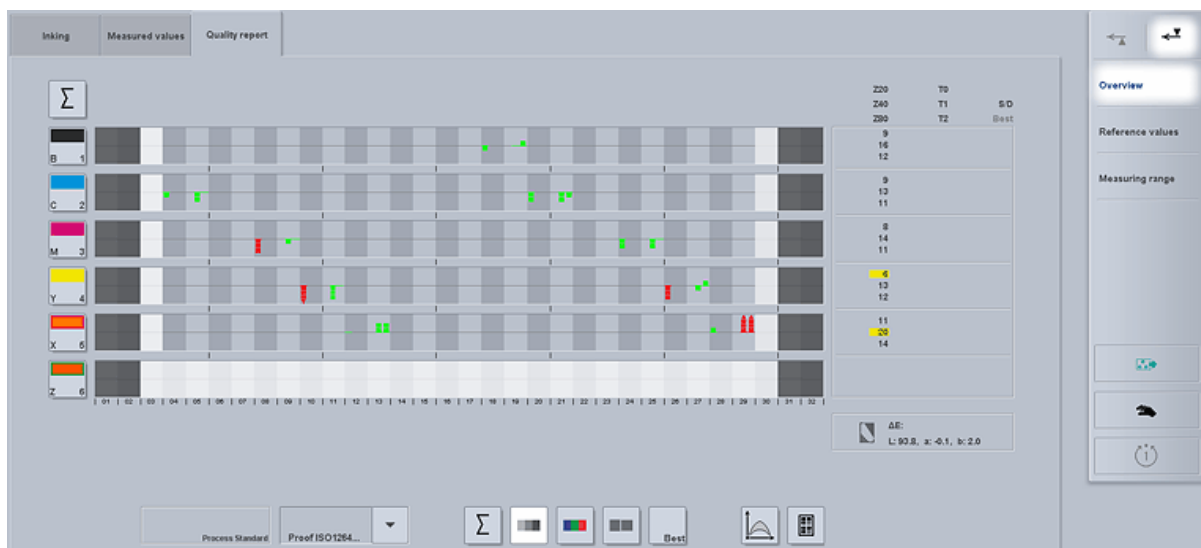 Inking
Measured values
Quality report
Overview
Reference values
Measuring range
Z20 T0
Z40 T1 S/D
Z80 T2 Best
B 1
9
16
12
C 2
9
13
11
M 3
8
14
11
Y 4
6
13
12
X 5
11
20
14
Z 6
| 01 | 02 | 03 | 04 | 05 | 06 | 07 | 08 | 09 | 10 | 11 | 12 | 13 | 14 | 15 | 16 | 17 | 18 | 19 | 20 | 21 | 22 | 23 | 24 | 25 | 26 | 27 | 28 | 29 | 30 | 31 | 32 |
ΔE:
L: 93.8, a: -0.1, b: 2.0
Process Standard
Proof ISO1264...
Σ
Σ
Best
1